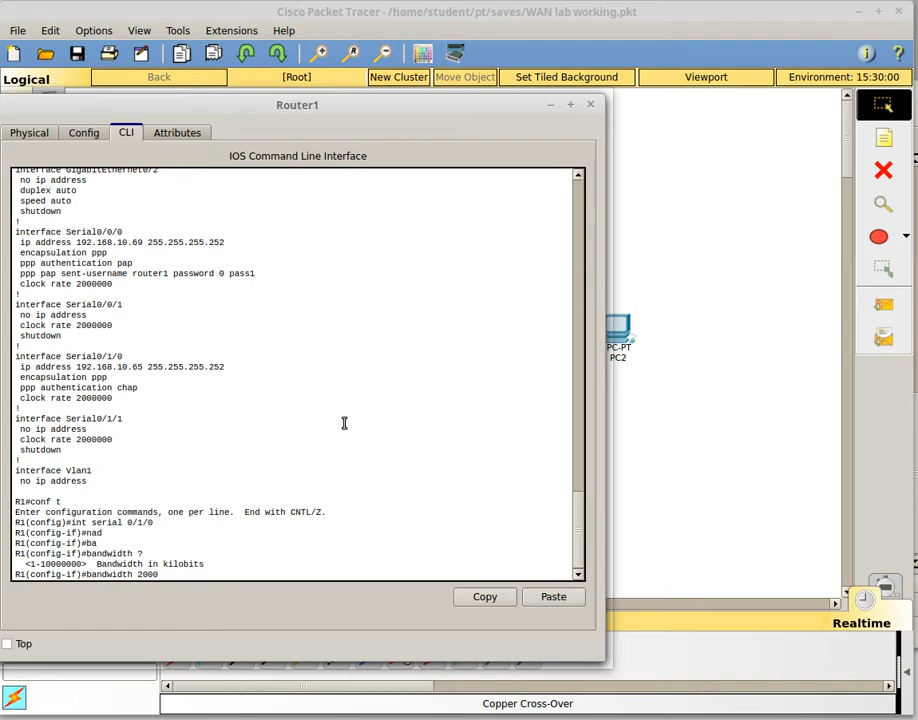 Cisco Packet Tracer - /home/student/pt/saves/WAN lab working.pkt
File Edit Options View Tools Extensions Help
Logical Back [Root] New Cluster Move Object Set Tiled Background Viewport Environment: 15:30:00
Router1
Physical Config CLI Attributes
IOS Command Line Interface
interface GigabitEthernet0/2
no ip address
duplex auto
speed auto
shutdown
!
interface Serial0/0/0
ip address 192.168.10.69 255.255.255.252
encapsulation ppp
ppp authentication pap
ppp pap sent-username router1 password 0 pass1
clock rate 2000000
!
interface Serial0/0/1
no ip address
clock rate 2000000
shutdown
!
interface Serial0/1/0
ip address 192.168.10.65 255.255.255.252
encapsulation ppp
ppp authentication chap
clock rate 2000000
!
interface Serial0/1/1
no ip address
clock rate 2000000
shutdown
!
interface Vlan1
no ip address
R1#conf t
Enter configuration commands, one per line.  End with CNTL/Z.
R1(config)#int serial 0/1/0
R1(config-if)#nad
R1(config-if)#ba
R1(config-if)#bandwidth ?
<1-10000000>  Bandwidth in kilobits
R1(config-if)#bandwidth 2000
Copy Paste
Top
PC-PT
PC2
Realtime
Copper Cross-Over